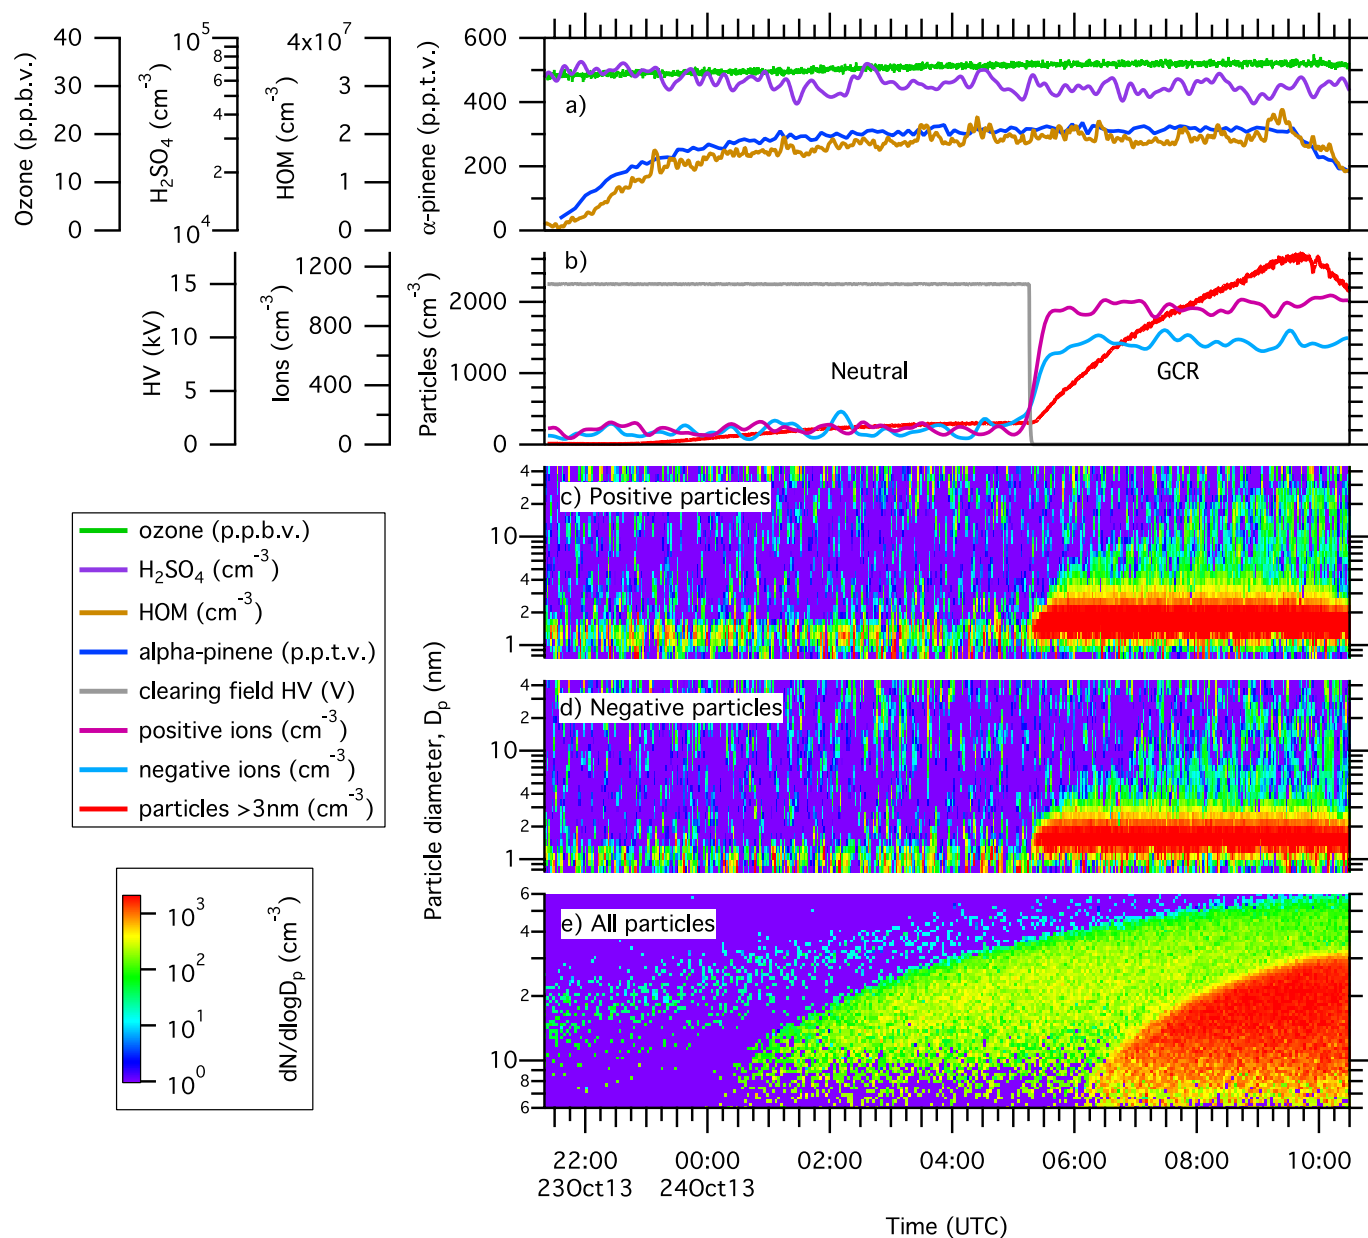 Ozone (p.p.b.v.)
40
30
20
10
0
H2SO4 (cm-3)
10^5
8
6
4
2
10^4
HOM (cm-3)
4x10^7
3
2
1
0
α-pinene (p.p.t.v.)
600
400
200
0
a)
HV (kV)
15
10
5
0
Ions (cm-3)
1200
800
400
0
Particles (cm-3)
2000
1000
0
b)
Neutral
GCR
ozone (p.p.b.v.)
H2SO4 (cm-3)
HOM (cm-3)
alpha-pinene (p.p.t.v.)
clearing field HV (V)
positive ions (cm-3)
negative ions (cm-3)
particles >3nm (cm-3)
10^3
10^2
10^1
10^0
dN/dlogDp (cm-3)
Particle diameter, Dp (nm)
4
2
10
4
2
1
c) Positive particles
4
2
10
4
2
1
d) Negative particles
6
4
2
10
8
6
e) All particles
22:00 00:00 02:00 04:00 06:00 08:00 10:00
23Oct13 24Oct13
Time (UTC)